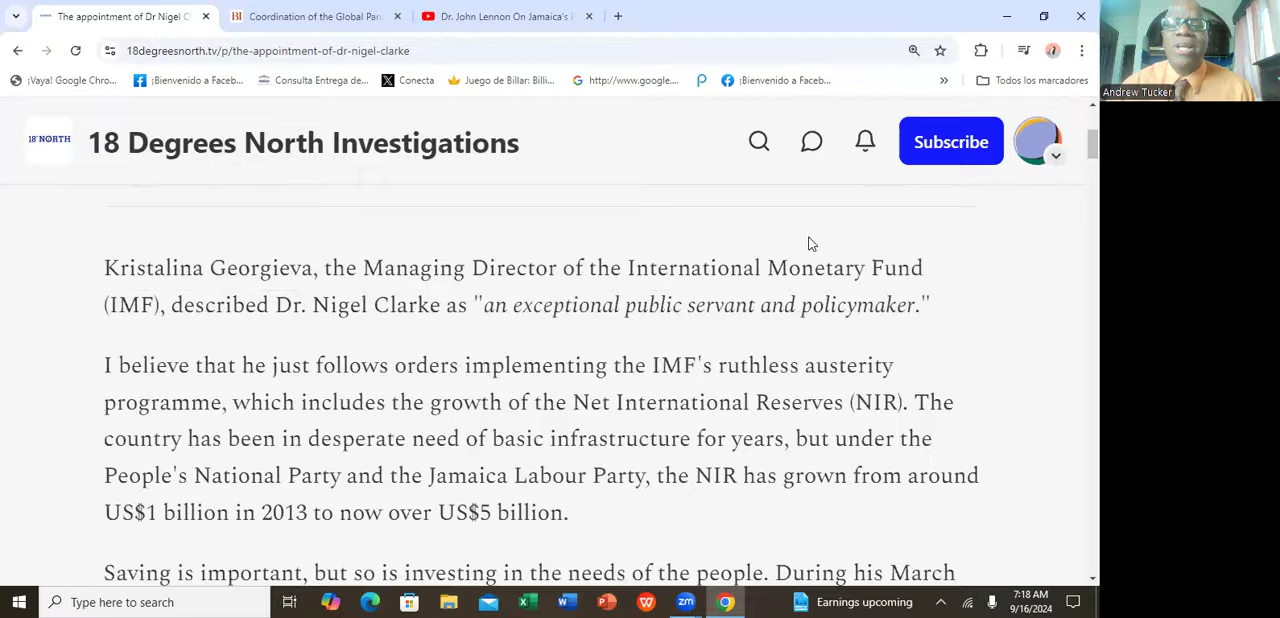 The appointment of Dr Nigel C
Coordination of the Global Pan
Dr. John Lennon On Jamaica's
18degreesnorth.tv/p/the-appointment-of-dr-nigel-clarke
¡Vaya! Google Chro...
¡Bienvenido a Faceb...
Consulta Entrega de...
Conecta
Juego de Billar: Billi...
http://www.google....
¡Bienvenido a Faceb...
»
Todos los marcadores
Andrew Tucker
18° NORTH
18 Degrees North Investigations
Subscribe
Kristalina Georgieva, the Managing Director of the International Monetary Fund
(IMF), described Dr. Nigel Clarke as "an exceptional public servant and policymaker."
I believe that he just follows orders implementing the IMF's ruthless austerity
programme, which includes the growth of the Net International Reserves (NIR). The
country has been in desperate need of basic infrastructure for years, but under the
People's National Party and the Jamaica Labour Party, the NIR has grown from around
US$1 billion in 2013 to now over US$5 billion.
Saving is important, but so is investing in the needs of the people. During his March
Type here to search
Earnings upcoming
7:18 AM
9/16/2024